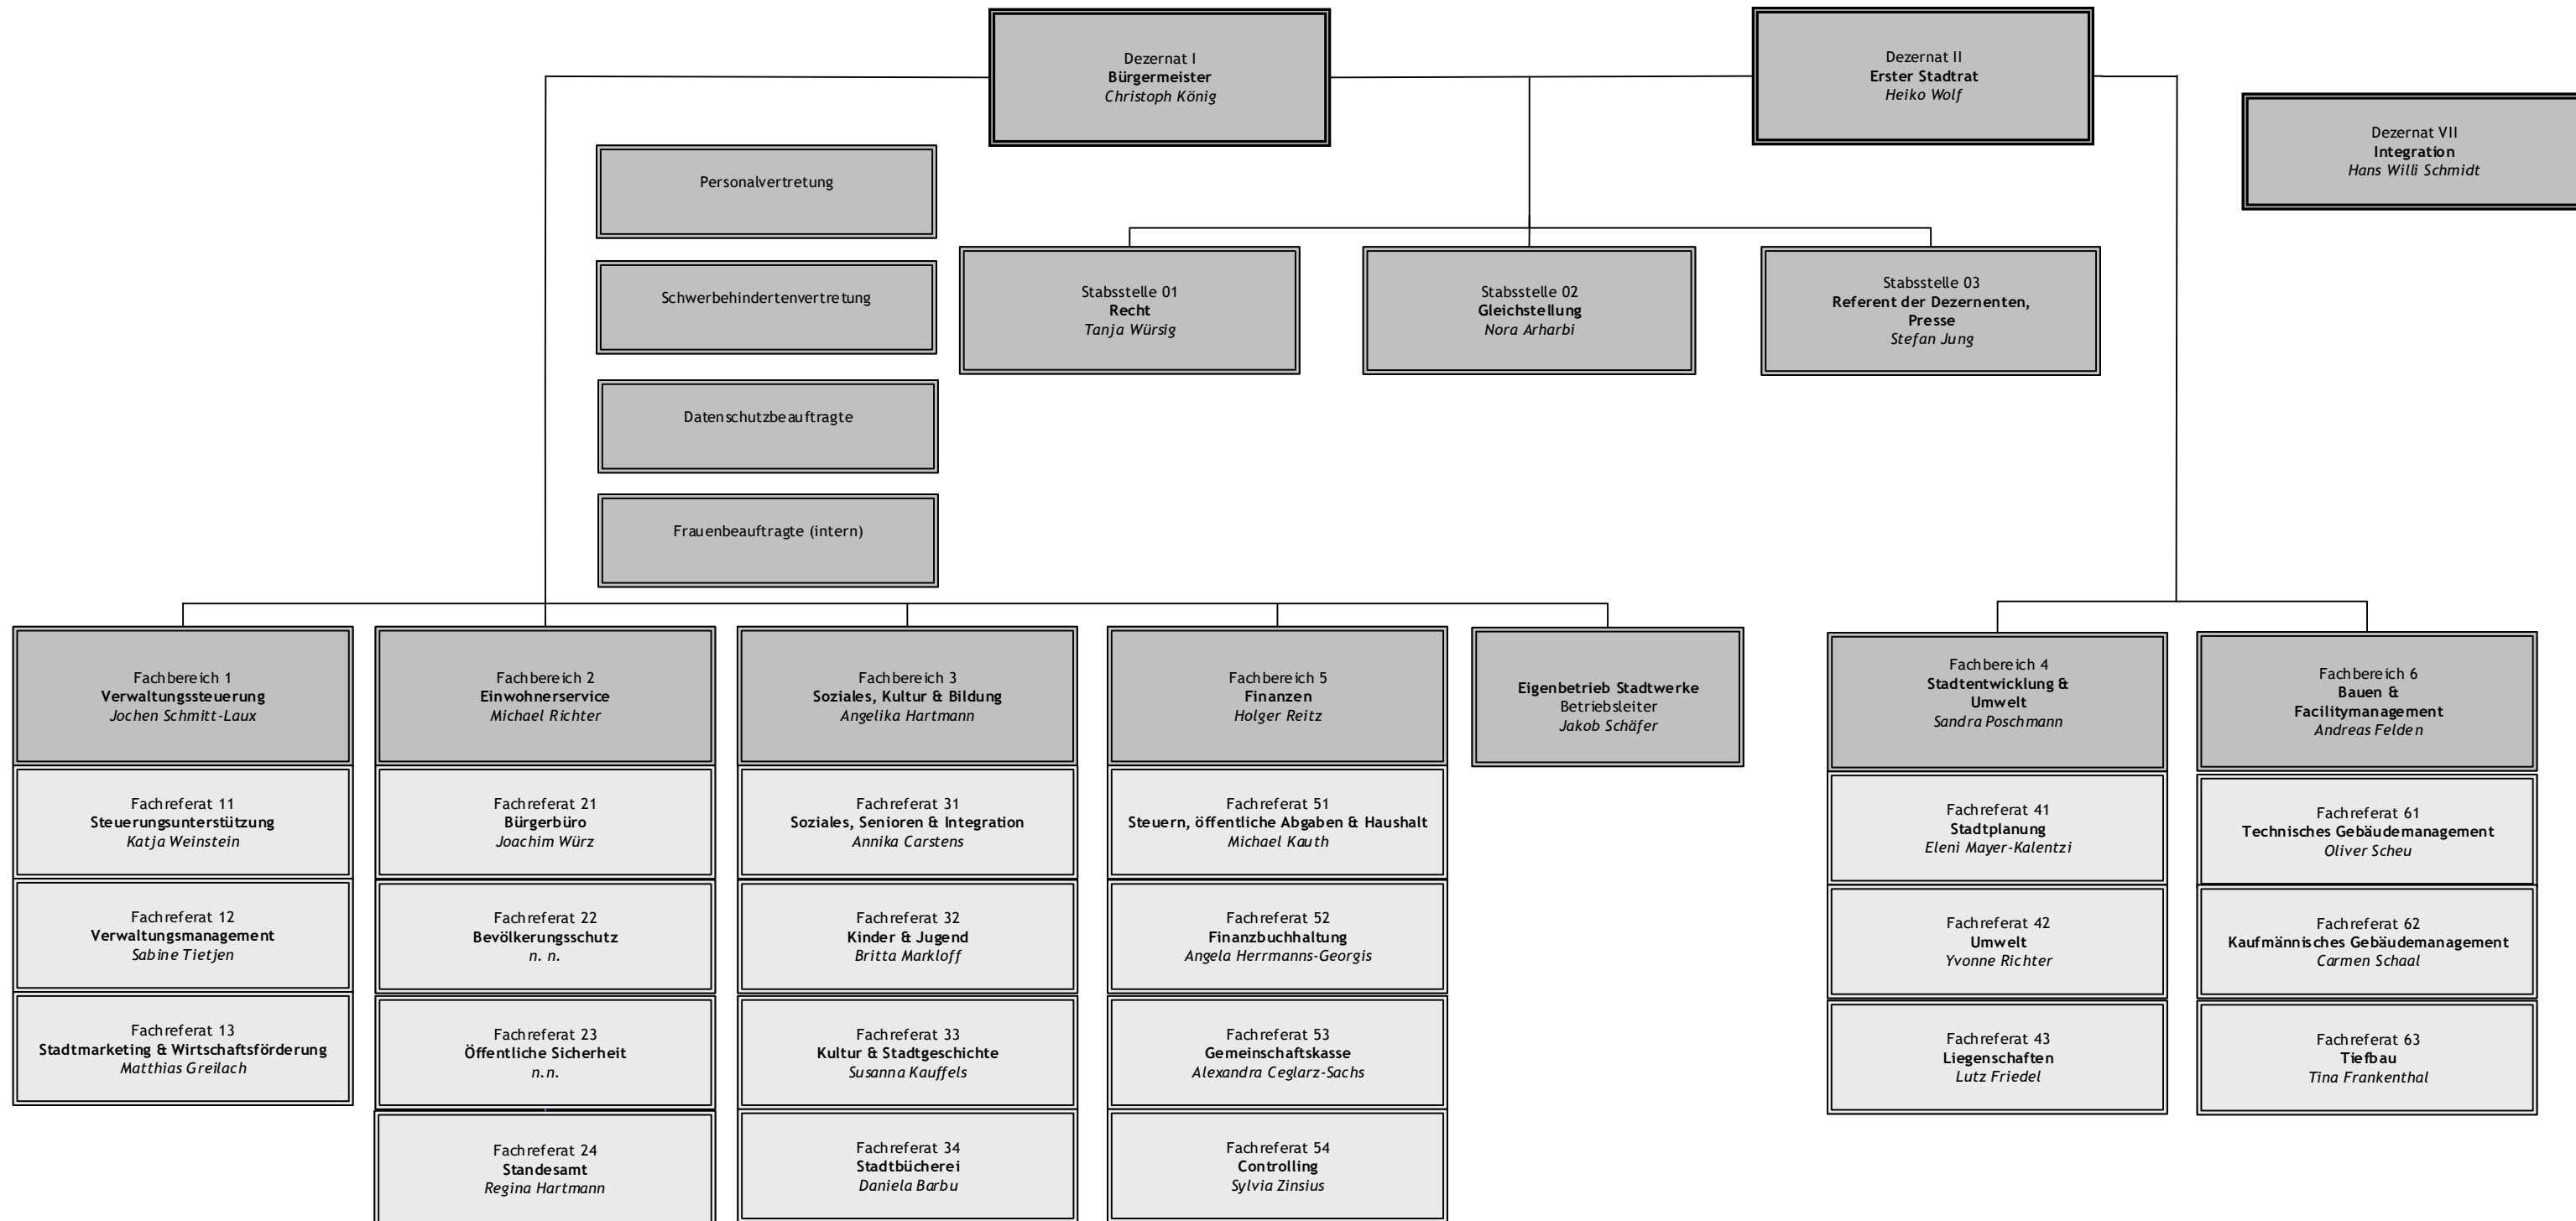 Dezernat I
Bürgermeister
Christoph König
Dezernat II
Erster Stadtrat
Heiko Wolf
Dezernat VII
Integration
Hans Willi Schmidt
Personalvertretung
Schwerbehindertenvertretung
Datenschutzbeauftragte
Frauenbeauftragte (intern)
Stabsstelle 01
Recht
Tanja Würsig
Stabsstelle 02
Gleichstellung
Nora Arharbi
Stabsstelle 03
Referent der Dezernenten,
Presse
Stefan Jung
Fachbereich 1
Verwaltungssteuerung
Jochen Schmitt-Laux
Fachreferat 11
Steuerungsunterstützung
Katja Weinstein
Fachreferat 12
Verwaltungsmanagement
Sabine Tietjen
Fachreferat 13
Stadtmarketing & Wirtschaftsförderung
Matthias Greilach
Fachbereich 2
Einwohnerservice
Michael Richter
Fachreferat 21
Bürgerbüro
Joachim Würz
Fachreferat 22
Bevölkerungsschutz
n. n.
Fachreferat 23
Öffentliche Sicherheit
n.n.
Fachreferat 24
Standesamt
Regina Hartmann
Fachbereich 3
Soziales, Kultur & Bildung
Angelika Hartmann
Fachreferat 31
Soziales, Senioren & Integration
Annika Carstens
Fachreferat 32
Kinder & Jugend
Britta Markloff
Fachreferat 33
Kultur & Stadtgeschichte
Susanna Kauffels
Fachreferat 34
Stadtbücherei
Daniela Barbu
Fachbereich 5
Finanzen
Holger Reitz
Fachreferat 51
Steuern, öffentliche Abgaben & Haushalt
Michael Kauth
Fachreferat 52
Finanzbuchhaltung
Angela Herrmanns-Georgis
Fachreferat 53
Gemeinschaftskasse
Alexandra Ceglarz-Sachs
Fachreferat 54
Controlling
Sylvia Zinsius
Eigenbetrieb Stadtwerke
Betriebsleiter
Jakob Schäfer
Fachbereich 4
Stadtentwicklung &
Umwelt
Sandra Poschmann
Fachreferat 41
Stadtplanung
Eleni Mayer-Kalentzi
Fachreferat 42
Umwelt
Yvonne Richter
Fachreferat 43
Liegenschaften
Lutz Friedel
Fachbereich 6
Bauen &
Facilitymanagement
Andreas Felden
Fachreferat 61
Technisches Gebäudemanagement
Oliver Scheu
Fachreferat 62
Kaufmännisches Gebäudemanagement
Carmen Schaal
Fachreferat 63
Tiefbau
Tina Frankenthal